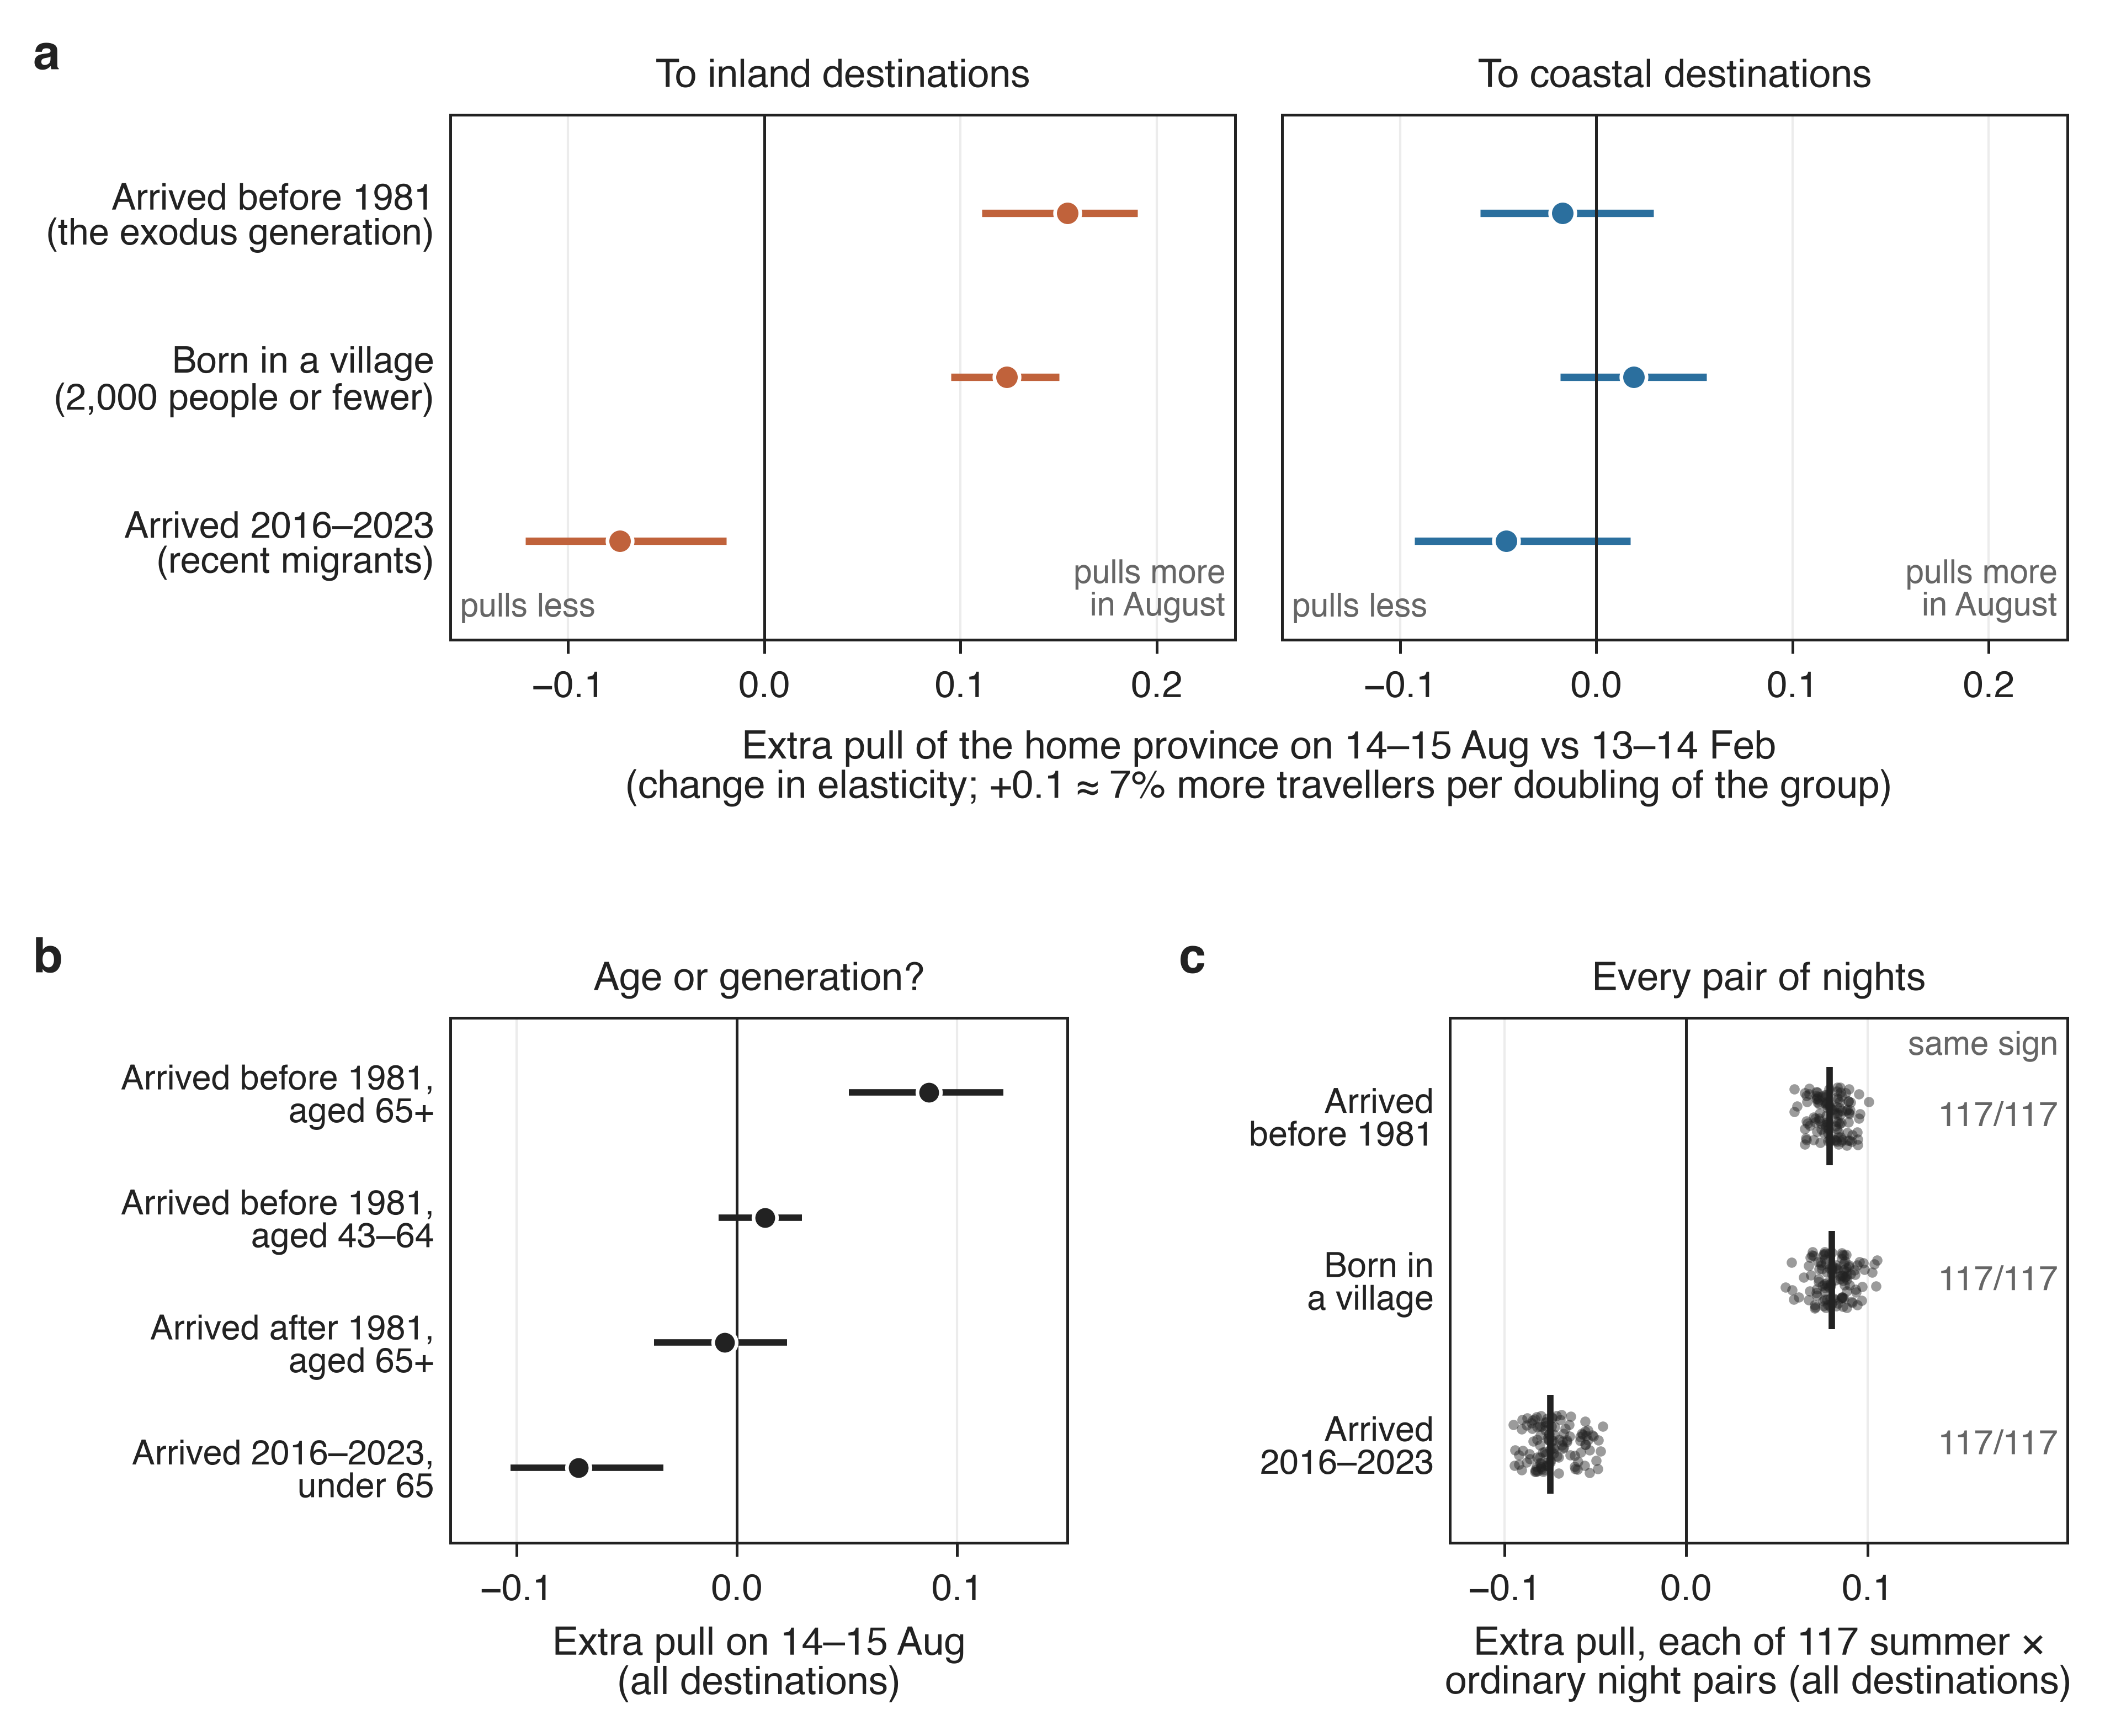 a
To inland destinations
To coastal destinations
Arrived before 1981
(the exodus generation)
Born in a village
(2,000 people or fewer)
Arrived 2016–2023
(recent migrants)
pulls less
pulls more
in August
pulls less
pulls more
in August
−0.1 0.0 0.1 0.2
−0.1 0.0 0.1 0.2
Extra pull of the home province on 14–15 Aug vs 13–14 Feb
(change in elasticity; +0.1 ≈ 7% more travellers per doubling of the group)
b
Age or generation?
Arrived before 1981,
aged 65+
Arrived before 1981,
aged 43–64
Arrived after 1981,
aged 65+
Arrived 2016–2023,
under 65
−0.1 0.0 0.1
Extra pull on 14–15 Aug
(all destinations)
c
Every pair of nights
same sign
Arrived
before 1981
117/117
Born in
a village
117/117
Arrived
2016–2023
117/117
−0.1 0.0 0.1
Extra pull, each of 117 summer ×
ordinary night pairs (all destinations)